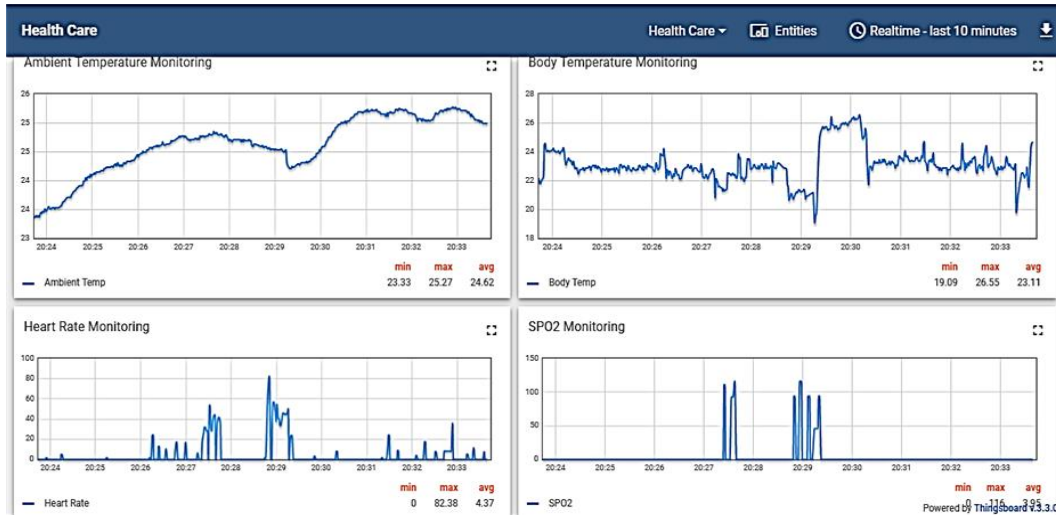 Health Care
Health Care
Entities
Realtime - last 10 minutes
Ambient Temperature Monitoring
26
25
25
24
24
23
20:24 20:25 20:26 20:27 20:28 20:29 20:30 20:31 20:32 20:33
min max avg
Ambient Temp 23.33 25.27 24.62
Body Temperature Monitoring
28
26
24
22
20
18
20:24 20:25 20:26 20:27 20:28 20:29 20:30 20:31 20:32 20:33
min max avg
Body Temp 19.09 26.55 23.11
Heart Rate Monitoring
100
80
60
40
20
0
20:24 20:25 20:26 20:27 20:28 20:29 20:30 20:31 20:32 20:33
min max avg
Heart Rate 0 82.38 4.37
SPO2 Monitoring
150
100
50
0
20:24 20:25 20:26 20:27 20:28 20:29 20:30 20:31 20:32 20:33
min max avg
SPO2 0 116 3.95
Powered by Thingsboard v.3.3.0